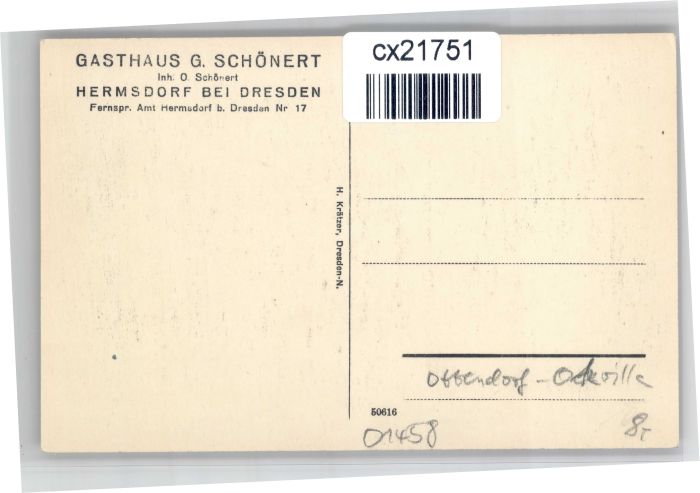 GASTHAUS G. SCHÖNERT
Inh. O. Schönert
HERMSDORF BEI DRESDEN
Fernspr. Amt Hermsdorf b. Dresden Nr 17
cx21751
H. Krätzer, Dresden-N.
Ottendorf - Okrilla
50616
01458
8,-